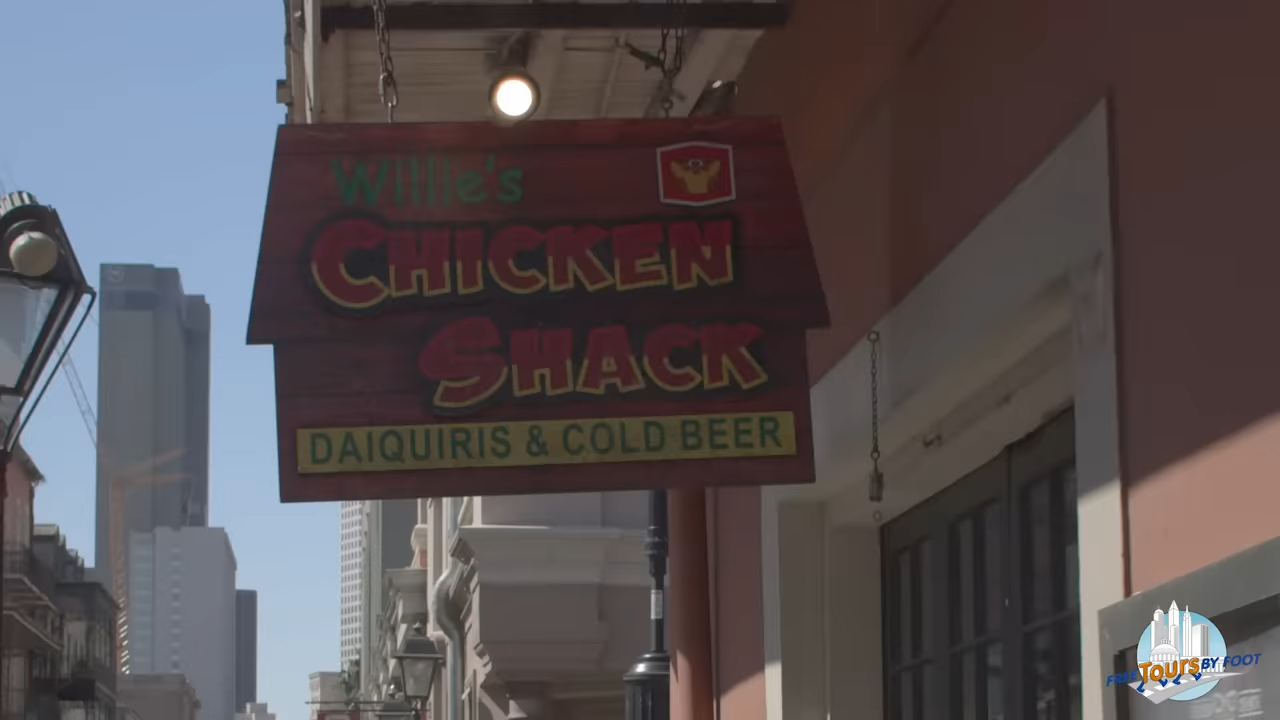 Willie's
CHICKEN
SHACK
DAIQUIRIS & COLD BEER
FREE TOURS BY FOOT